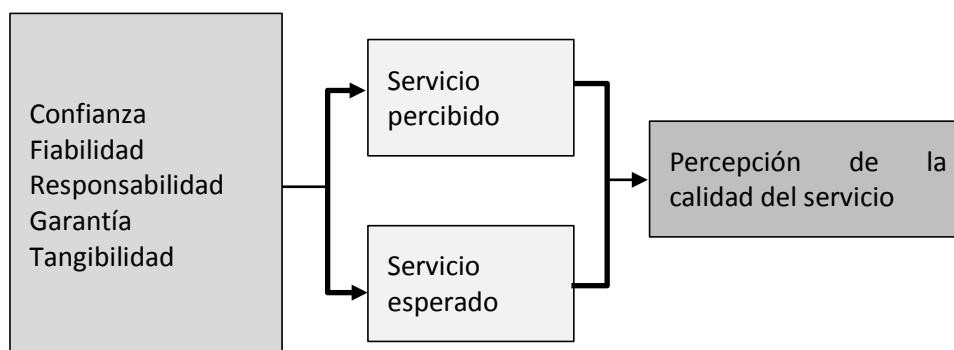 Confianza
Fiabilidad
Responsabilidad
Garantía
Tangibilidad
Servicio
percibido
Servicio
esperado
Percepción de la
calidad del servicio